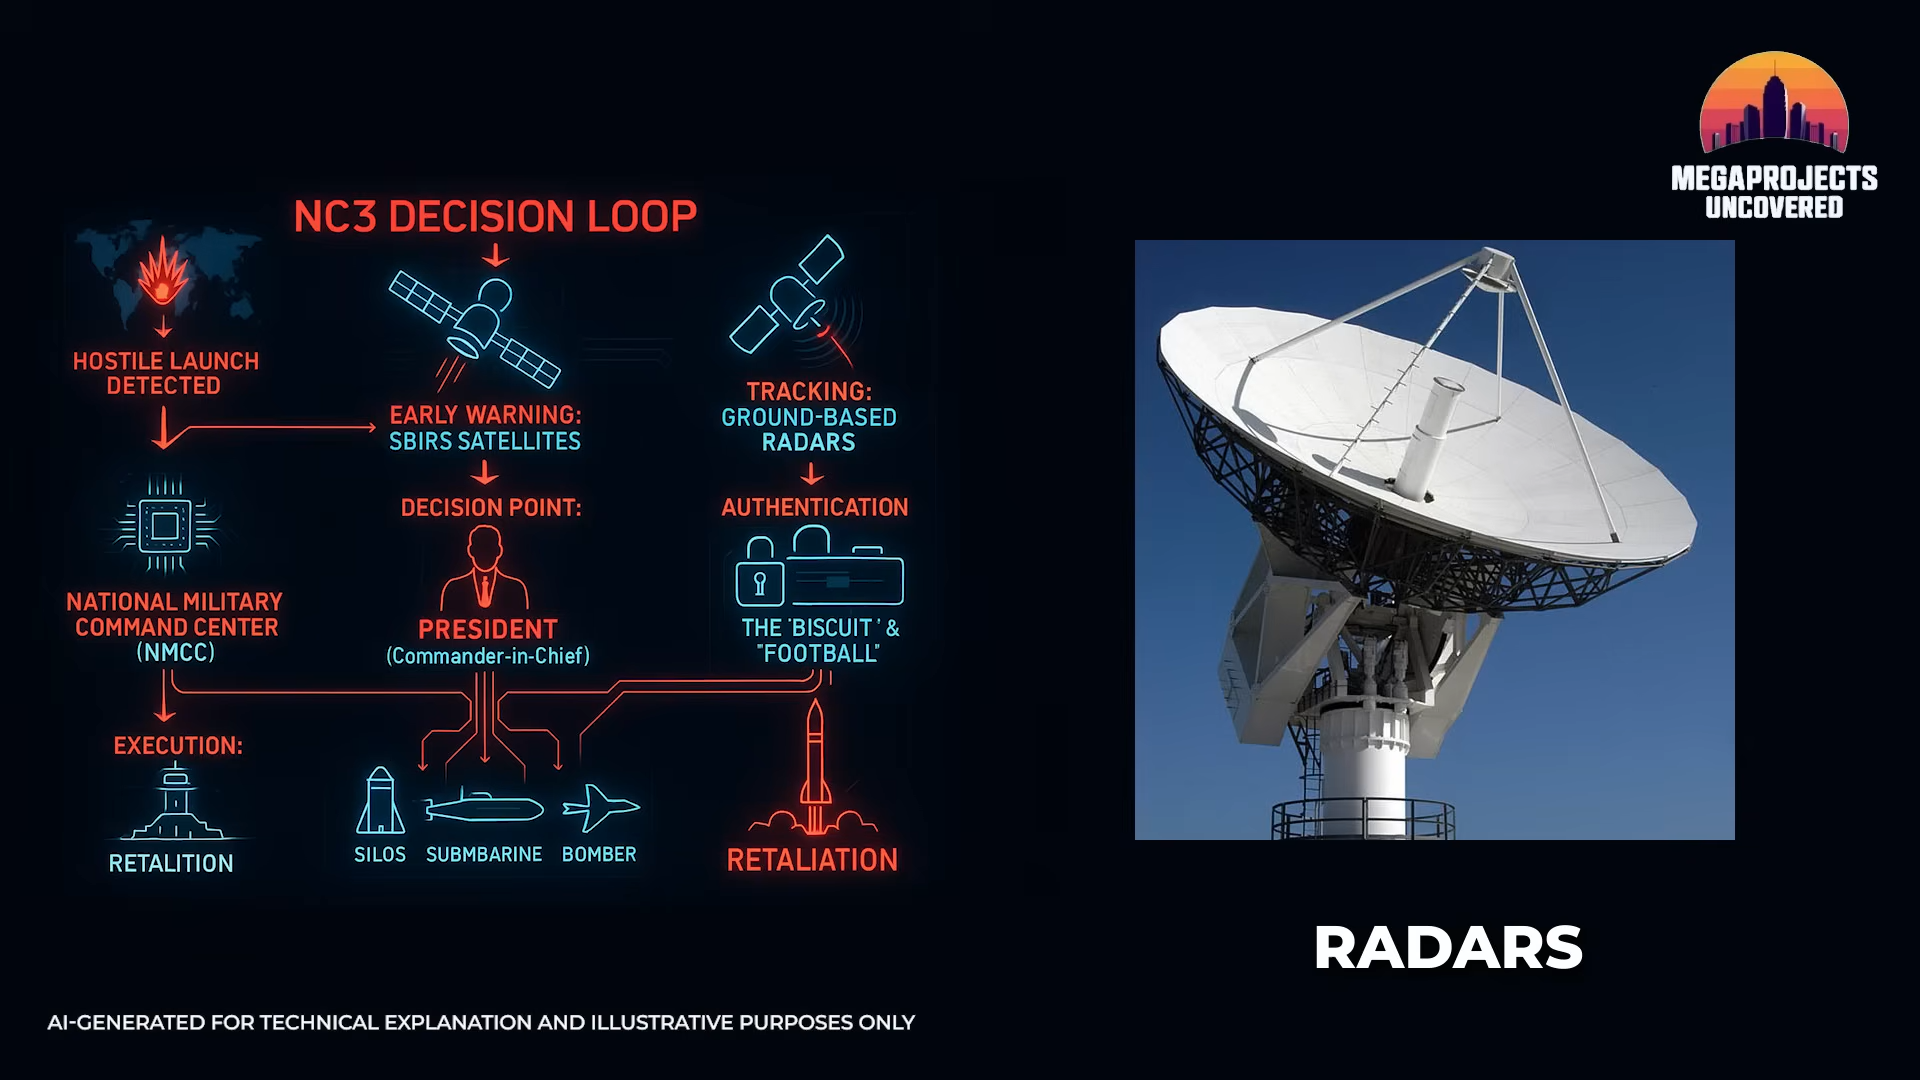 MEGAPROJECTS
UNCOVERED
NC3 DECISION LOOP
HOSTILE LAUNCH
DETECTED
EARLY WARNING:
SBIRS SATELLITES
TRACKING:
GROUND-BASED
RADARS
NATIONAL MILITARY
COMMAND CENTER
(NMCC)
DECISION POINT:
PRESIDENT
(Commander-in-Chief)
AUTHENTICATION
THE 'BISCUIT' &
"FOOTBALL"
EXECUTION:
RETALITION
SILOS
SUBMBARINE
BOMBER
RETALIATION
RADARS
AI-GENERATED FOR TECHNICAL EXPLANATION AND ILLUSTRATIVE PURPOSES ONLY